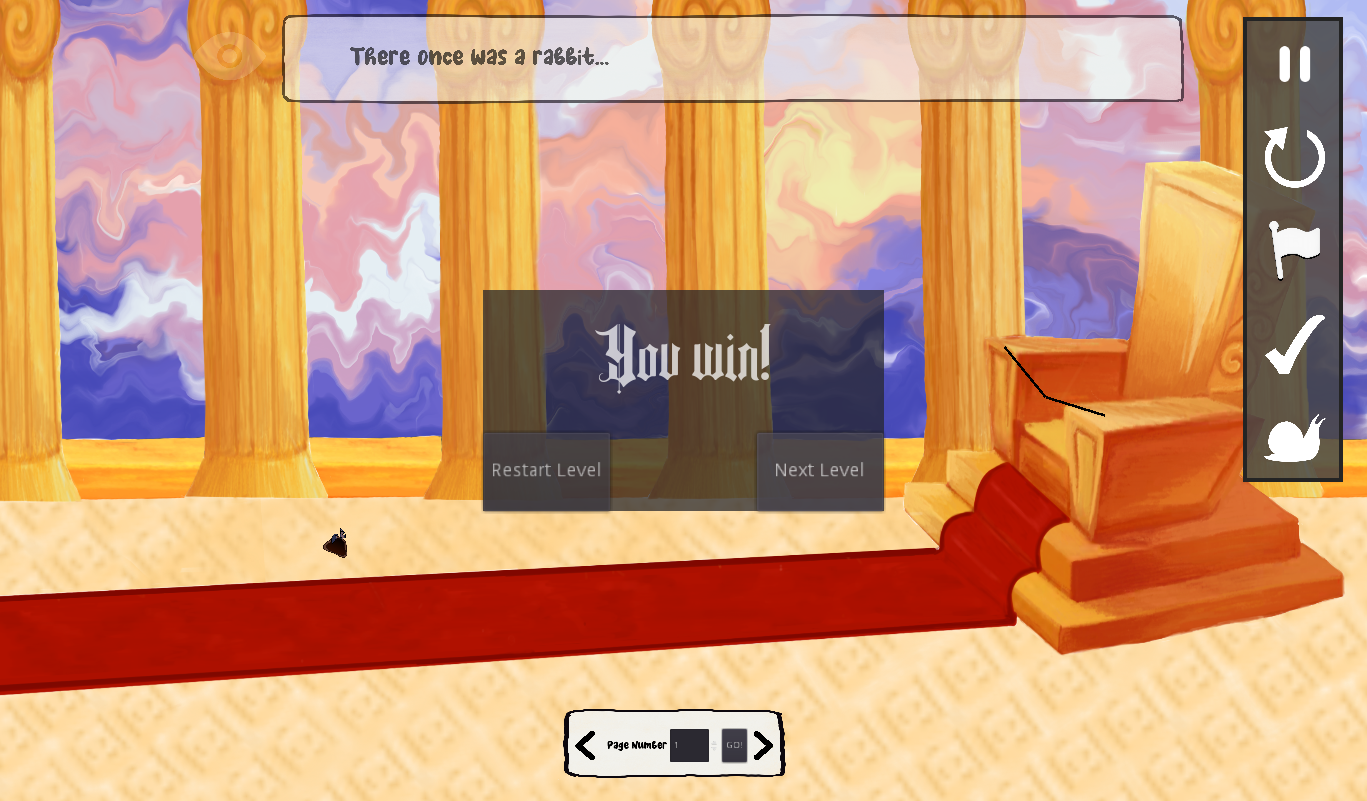 There once was a rabbit...
You win!
Restart Level
Next Level
Page Number 1 GO!